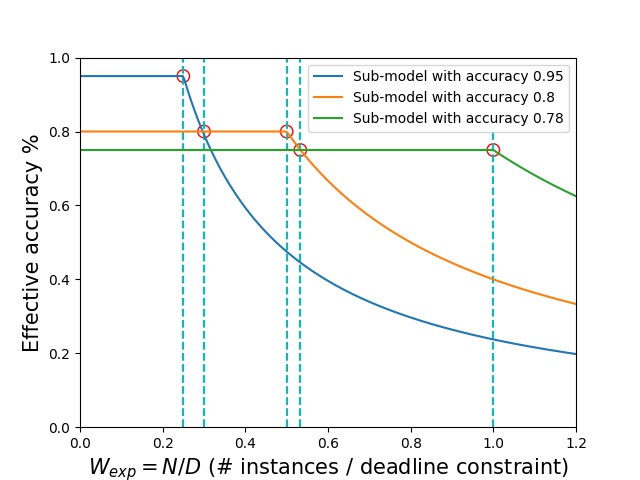 Effective accuracy %
1.0
0.8
0.6
0.4
0.2
0.0
Sub-model with accuracy 0.95
Sub-model with accuracy 0.8
Sub-model with accuracy 0.78
0.0 0.2 0.4 0.6 0.8 1.0 1.2
W_exp = N/D (# instances / deadline constraint)